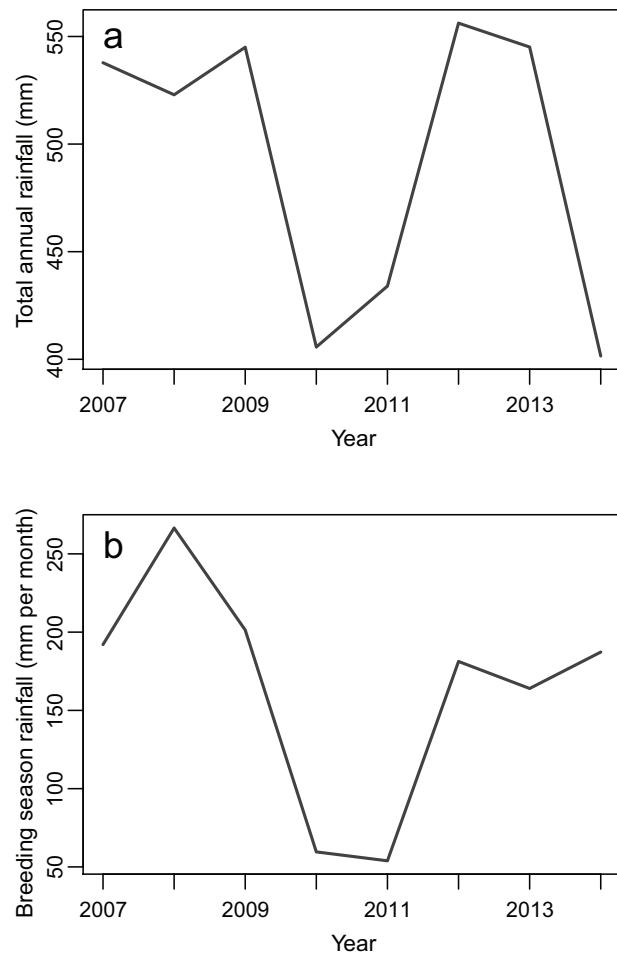 a
Total annual rainfall (mm)
550
500
450
400
2007 2009 2011 2013
Year
b
Breeding season rainfall (mm per month)
250
200
150
100
50
2007 2009 2011 2013
Year